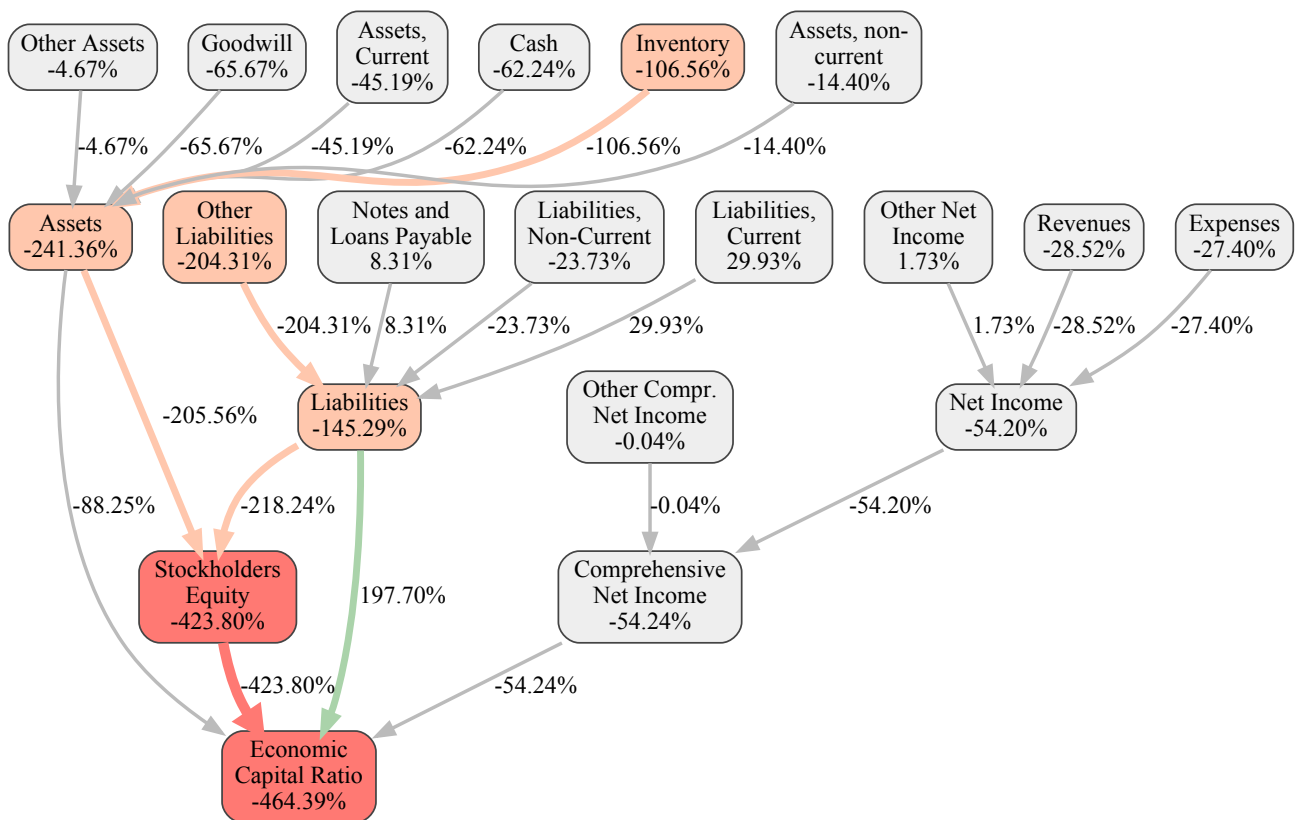 Other Assets
-4.67%
Goodwill
-65.67%
Assets,
Current
-45.19%
Cash
-62.24%
Inventory
-106.56%
Assets, non-
current
-14.40%
-4.67%
-65.67%
-45.19%
-62.24%
-106.56%
-14.40%
Assets
-241.36%
Other
Liabilities
-204.31%
Notes and
Loans Payable
8.31%
Liabilities,
Non-Current
-23.73%
Liabilities,
Current
29.93%
Other Net
Income
1.73%
Revenues
-28.52%
Expenses
-27.40%
-204.31%
8.31%
-23.73%
29.93%
1.73%
-28.52%
-27.40%
-205.56%
Liabilities
-145.29%
Other Compr.
Net Income
-0.04%
Net Income
-54.20%
-88.25%
-218.24%
-0.04%
-54.20%
Stockholders
Equity
-423.80%
197.70%
Comprehensive
Net Income
-54.24%
-423.80%
-54.24%
Economic
Capital Ratio
-464.39%